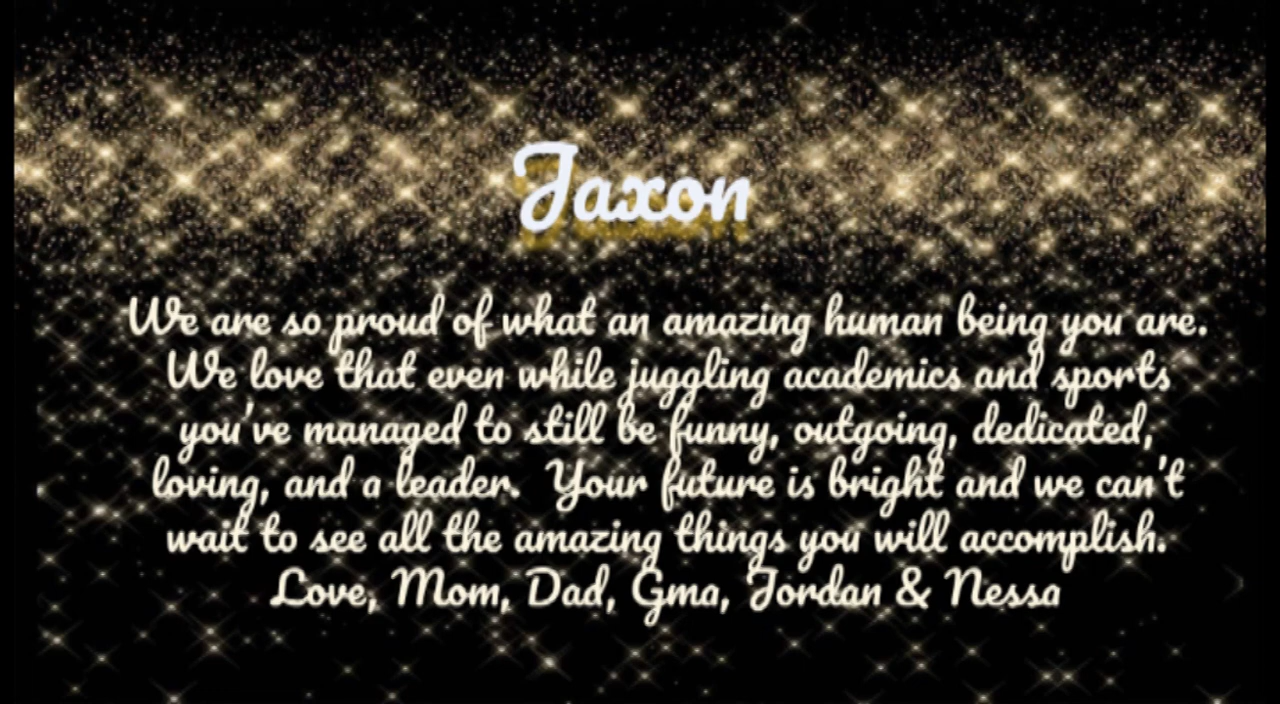 Jaxon
We are so proud of what an amazing human being you are.
We love that even while juggling academics and sports
you've managed to still be funny, outgoing, dedicated,
loving, and a leader.  Your future is bright and we can't
wait to see all the amazing things you will accomplish.
Love, Mom, Dad, Gma, Jordan & Nessa